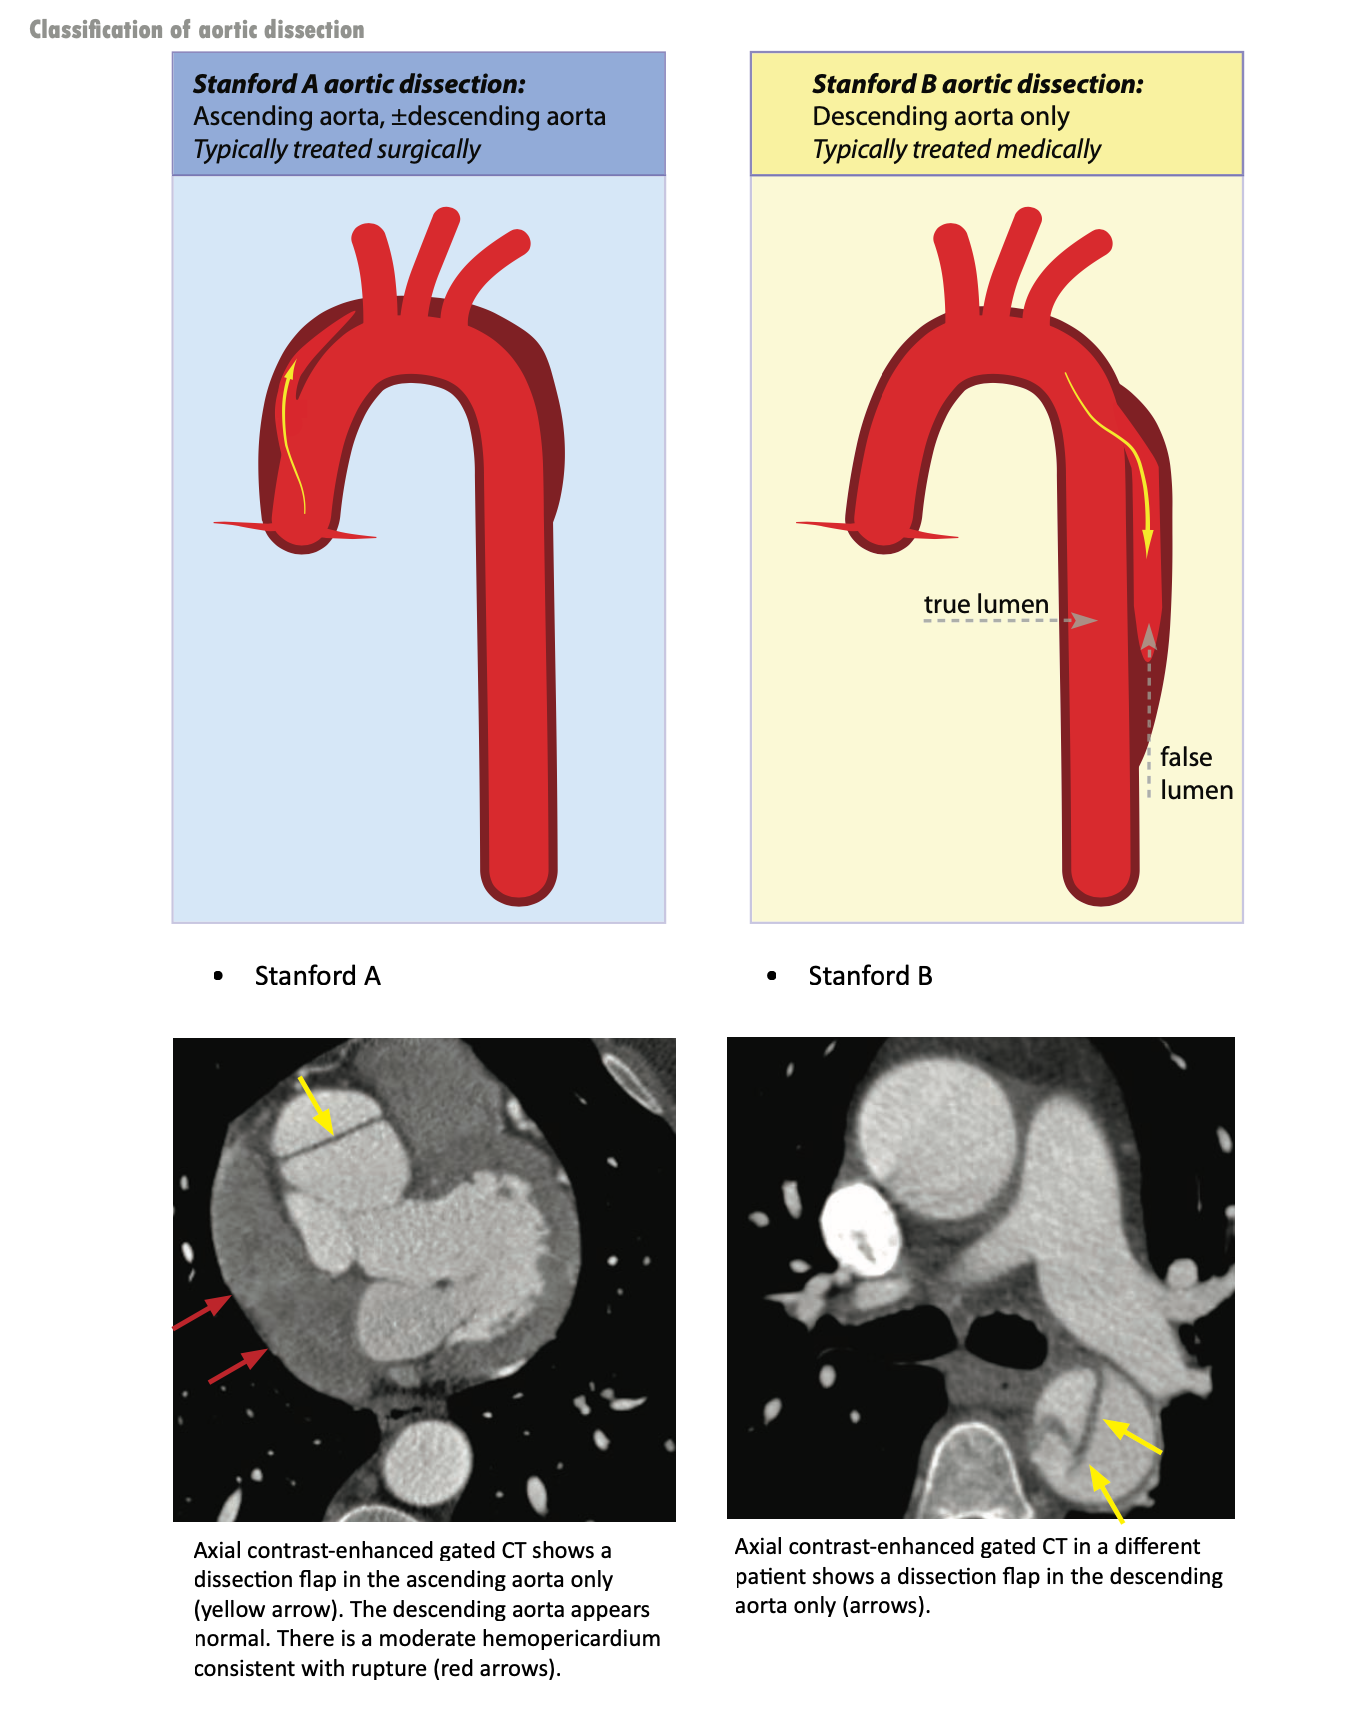 Classification of aortic dissection
Stanford A aortic dissection:
Ascending aorta, ±descending aorta
Typically treated surgically
Stanford B aortic dissection:
Descending aorta only
Typically treated medically
true lumen
false
lumen
• Stanford A
• Stanford B
Axial contrast-enhanced gated CT shows a
dissection flap in the ascending aorta only
(yellow arrow). The descending aorta appears
normal. There is a moderate hemopericardium
consistent with rupture (red arrows).
Axial contrast-enhanced gated CT in a different
patient shows a dissection flap in the descending
aorta only (arrows).